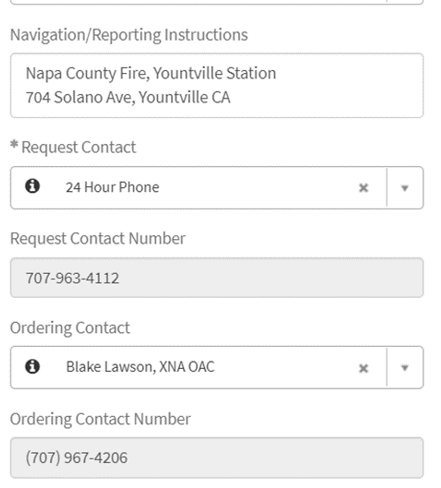 Navigation/Reporting Instructions
Napa County Fire, Yountville Station
704 Solano Ave, Yountville CA
* Request Contact
24 Hour Phone
Request Contact Number
707-963-4112
Ordering Contact
Blake Lawson, XNA OAC
Ordering Contact Number
(707) 967-4206